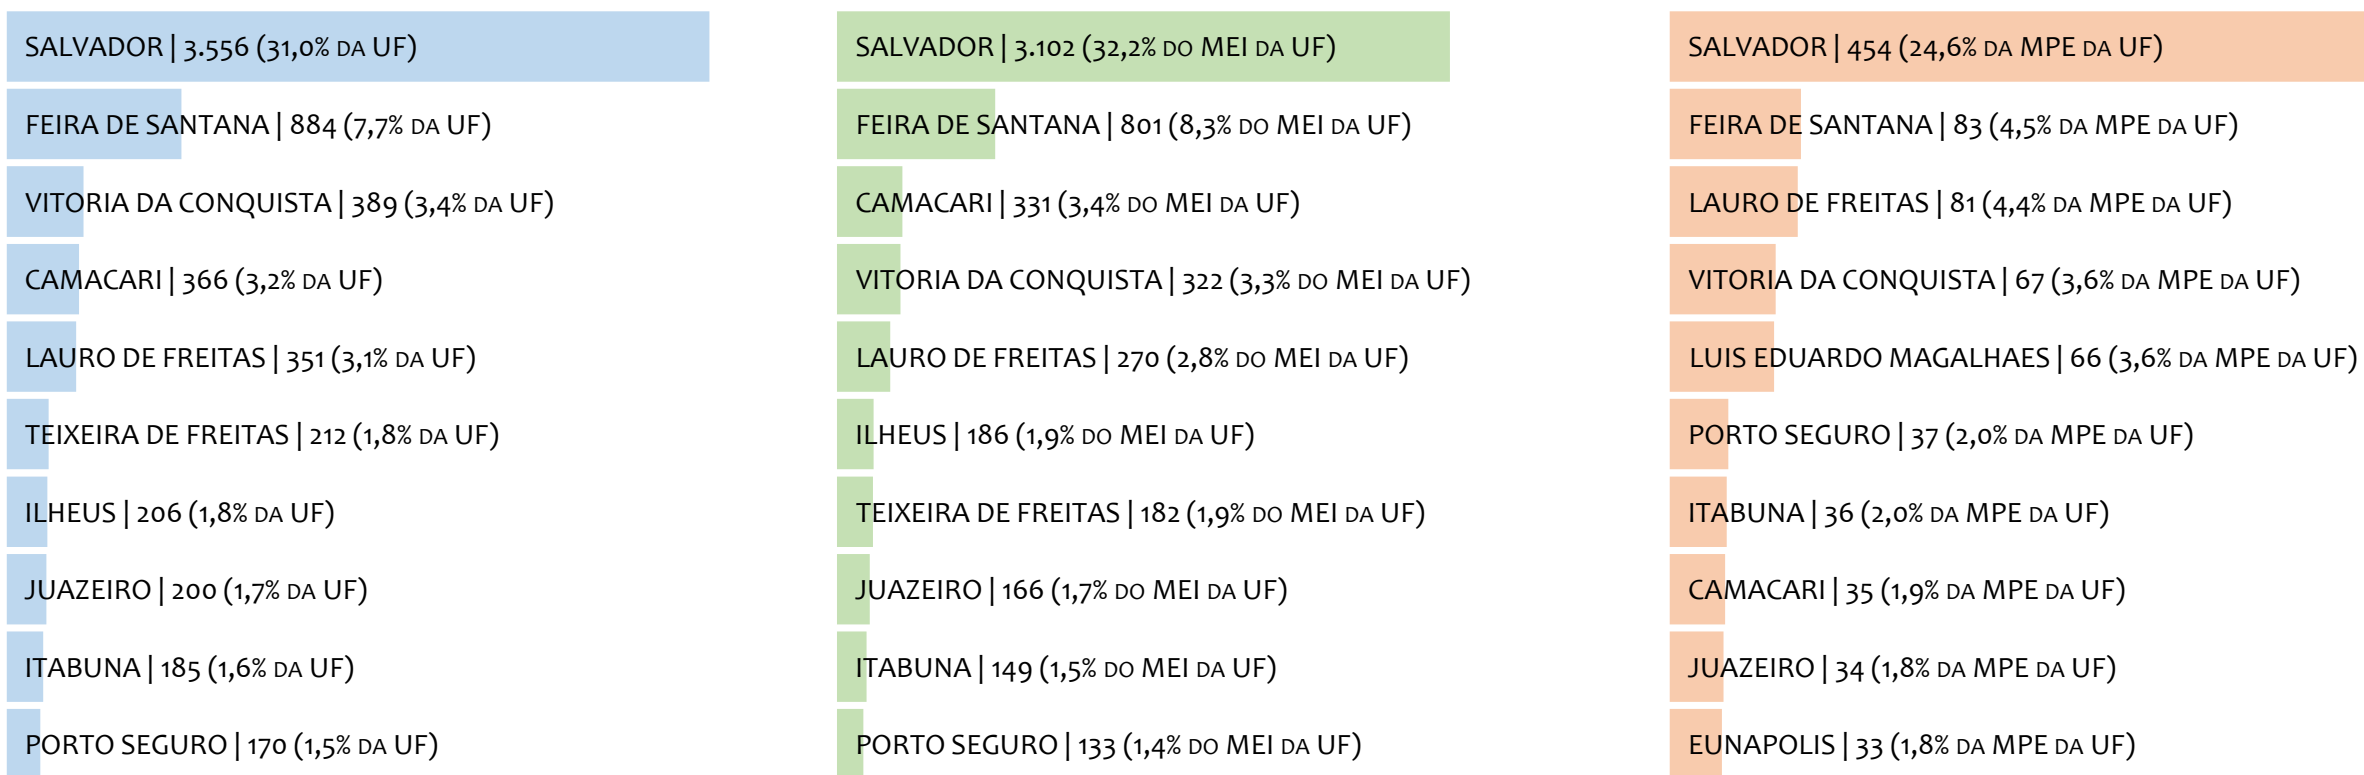 SALVADOR | 3.556 (31,0% DA UF)
FEIRA DE SANTANA | 884 (7,7% DA UF)
VITORIA DA CONQUISTA | 389 (3,4% DA UF)
CAMACARI | 366 (3,2% DA UF)
LAURO DE FREITAS | 351 (3,1% DA UF)
TEIXEIRA DE FREITAS | 212 (1,8% DA UF)
ILHEUS | 206 (1,8% DA UF)
JUAZEIRO | 200 (1,7% DA UF)
ITABUNA | 185 (1,6% DA UF)
PORTO SEGURO | 170 (1,5% DA UF)
SALVADOR | 3.102 (32,2% DO MEI DA UF)
FEIRA DE SANTANA | 801 (8,3% DO MEI DA UF)
CAMACARI | 331 (3,4% DO MEI DA UF)
VITORIA DA CONQUISTA | 322 (3,3% DO MEI DA UF)
LAURO DE FREITAS | 270 (2,8% DO MEI DA UF)
ILHEUS | 186 (1,9% DO MEI DA UF)
TEIXEIRA DE FREITAS | 182 (1,9% DO MEI DA UF)
JUAZEIRO | 166 (1,7% DO MEI DA UF)
ITABUNA | 149 (1,5% DO MEI DA UF)
PORTO SEGURO | 133 (1,4% DO MEI DA UF)
SALVADOR | 454 (24,6% DA MPE DA UF)
FEIRA DE SANTANA | 83 (4,5% DA MPE DA UF)
LAURO DE FREITAS | 81 (4,4% DA MPE DA UF)
VITORIA DA CONQUISTA | 67 (3,6% DA MPE DA UF)
LUIS EDUARDO MAGALHAES | 66 (3,6% DA MPE DA UF)
PORTO SEGURO | 37 (2,0% DA MPE DA UF)
ITABUNA | 36 (2,0% DA MPE DA UF)
CAMACARI | 35 (1,9% DA MPE DA UF)
JUAZEIRO | 34 (1,8% DA MPE DA UF)
EUNAPOLIS | 33 (1,8% DA MPE DA UF)